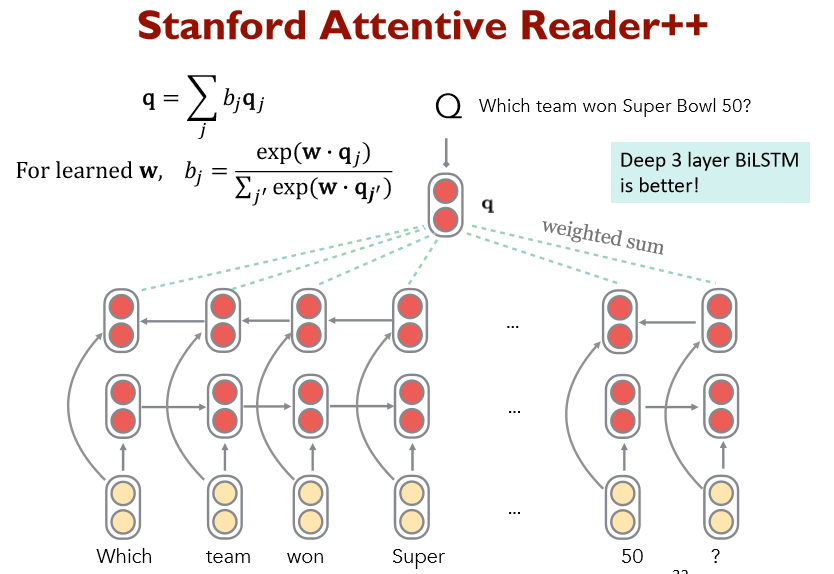 Stanford Attentive Reader++
𝐪 = ∑_j b_j 𝐪_j
For learned 𝐰, b_j = exp(𝐰 · 𝐪_j) / ∑_{j'} exp(𝐰 · 𝐪_{j'})
Q Which team won Super Bowl 50?
Deep 3 layer BiLSTM
is better!
𝐪
weighted sum
...
...
...
Which team won Super 50 ?